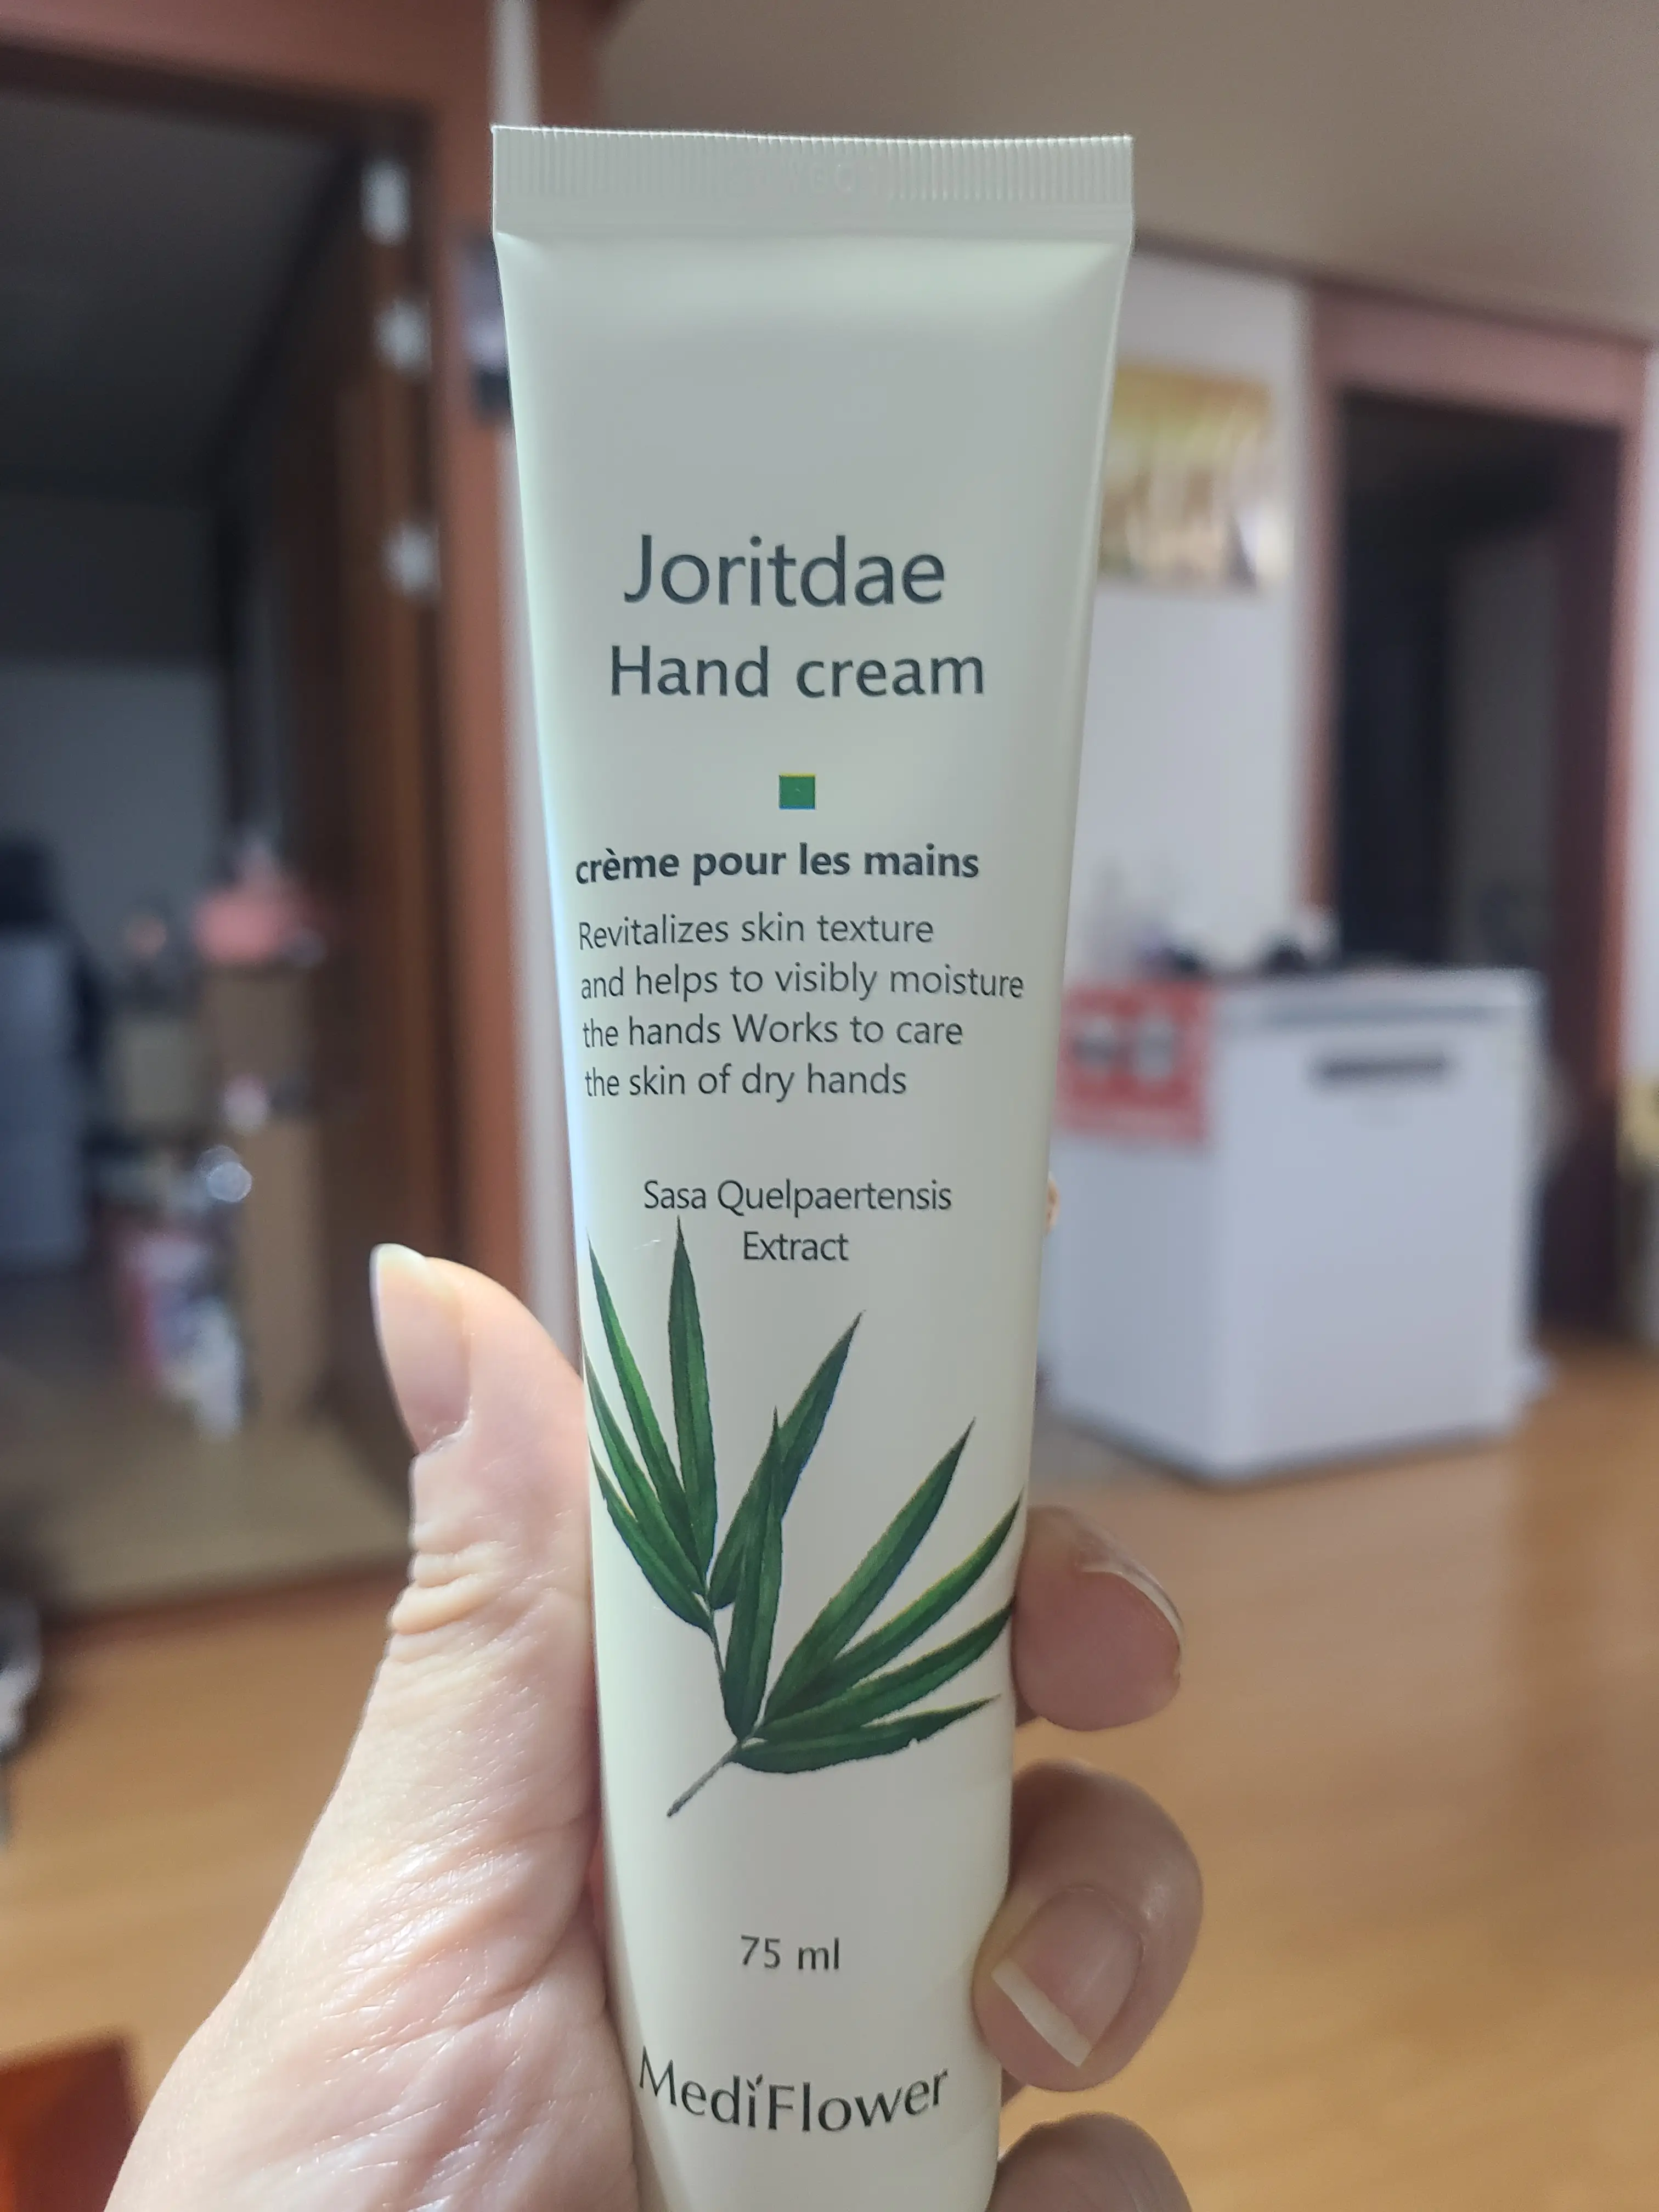 Joritdae
Hand cream
crème pour les mains
Revitalizes skin texture
and helps to visibly moisture
the hands Works to care
the skin of dry hands
Sasa Quelpaertensis
Extract
75 ml
MediFlower